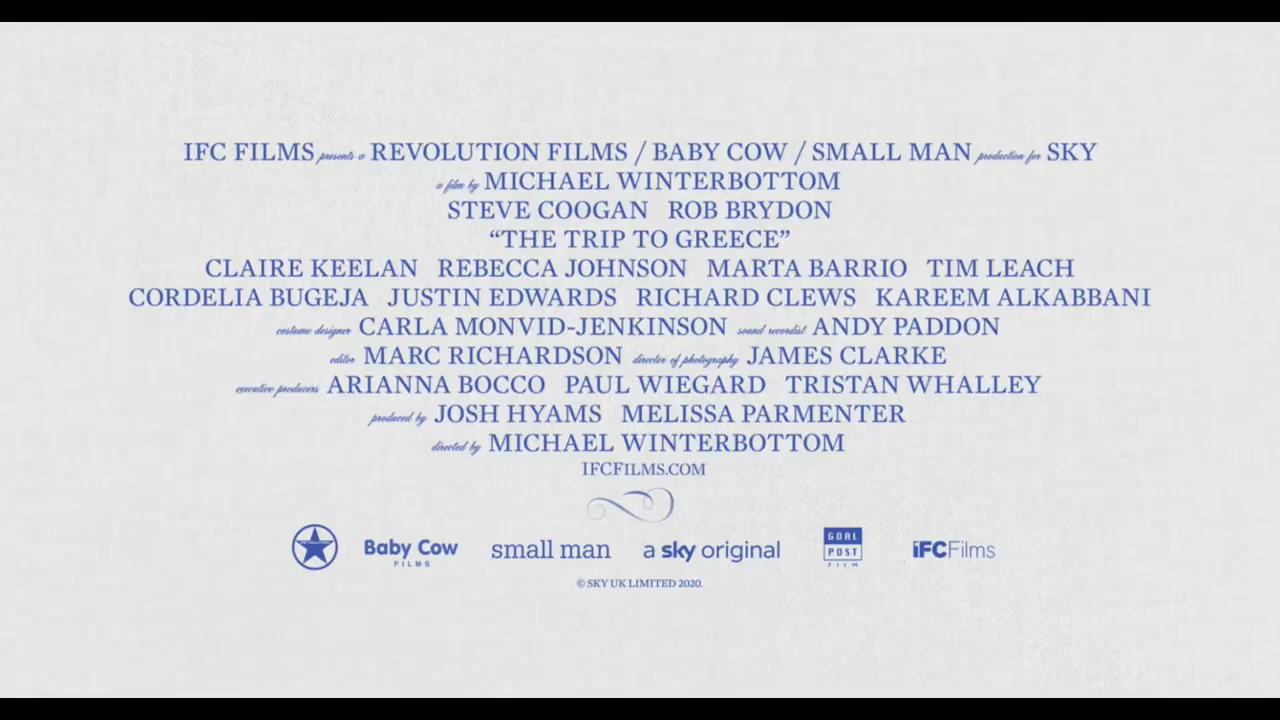 IFC FILMS presents a REVOLUTION FILMS / BABY COW / SMALL MAN production for SKY
a film by MICHAEL WINTERBOTTOM
STEVE COOGAN ROB BRYDON
“THE TRIP TO GREECE”
CLAIRE KEELAN REBECCA JOHNSON MARTA BARRIO TIM LEACH
CORDELIA BUGEJA JUSTIN EDWARDS RICHARD CLEWS KAREEM ALKABBANI
costume designer CARLA MONVID-JENKINSON sound recordist ANDY PADDON
editor MARC RICHARDSON director of photography JAMES CLARKE
executive producers ARIANNA BOCCO PAUL WIEGARD TRISTAN WHALLEY
produced by JOSH HYAMS MELISSA PARMENTER
directed by MICHAEL WINTERBOTTOM
IFCFILMS.COM
Baby Cow FILMS small man a sky original GOAL POST FILM IFCFilms
© SKY UK LIMITED 2020.